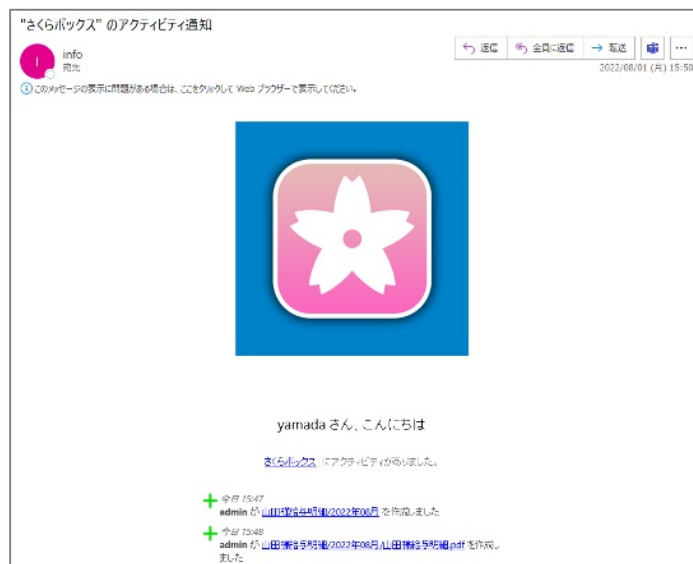 "さくらボックス" のアクティビティ通知
I
info
宛先
返信
全員に返信
転送
2022/08/01 (月) 15:50
このメッセージの表示に問題がある場合は、ここをクリックして Web ブラウザーで表示してください。
yamada さん、こんにちは
さくらボックス にアクティビティがありました。
今日 15:47
admin が 山田様給与明細/2022年08月 を作成しました
今日 15:48
admin が 山田様給与明細/2022年08月/山田様給与明細.pdf を作成し
ました